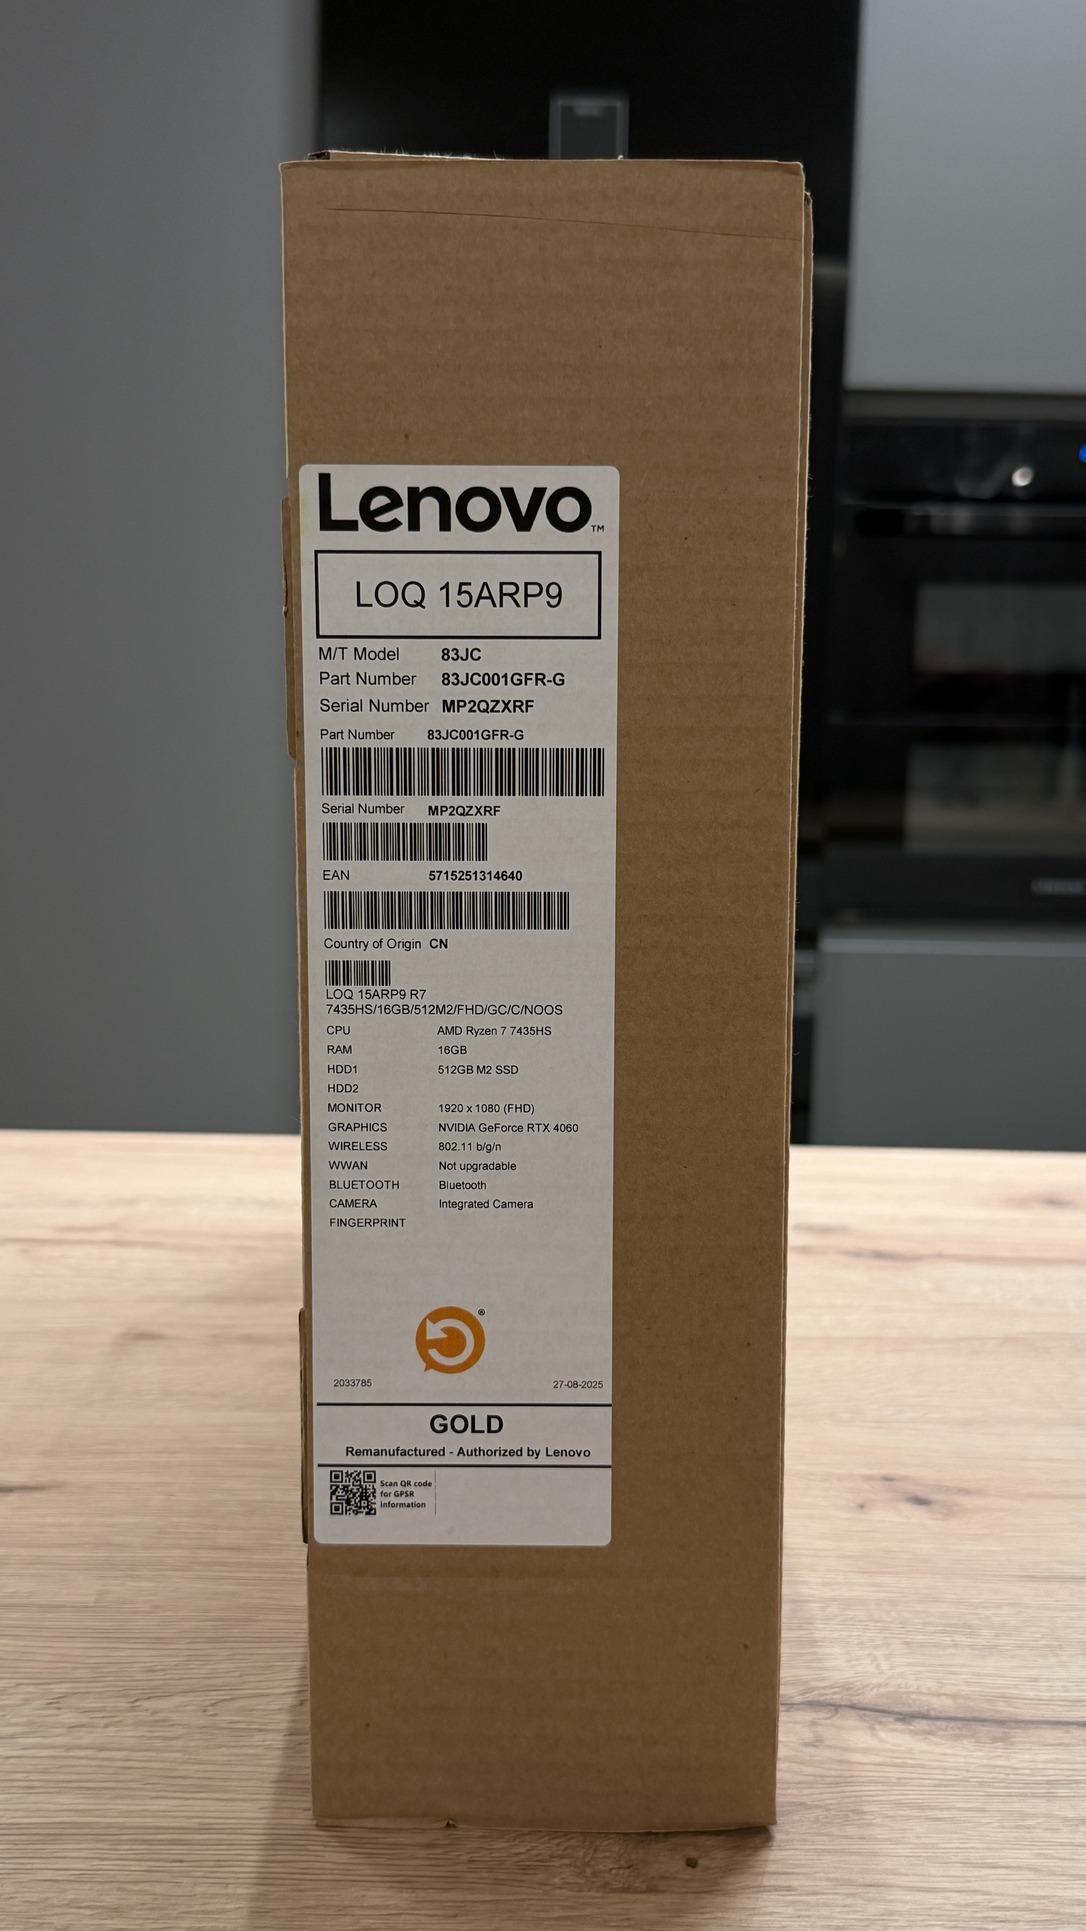 Lenovo™
LOQ 15ARP9
M/T Model 83JC
Part Number 83JC001GFR-G
Serial Number MP2QZXRF
Part Number 83JC001GFR-G
Serial Number MP2QZXRF
EAN 5715251314640
Country of Origin CN
LOQ 15ARP9 R7
7435HS/16GB/512M2/FHD/GC/C/NOOS
CPU AMD Ryzen 7 7435HS
RAM 16GB
HDD1 512GB M2 SSD
HDD2
MONITOR 1920 x 1080 (FHD)
GRAPHICS NVIDIA GeForce RTX 4060
WIRELESS 802.11 b/g/n
WWAN Not upgradable
BLUETOOTH Bluetooth
CAMERA Integrated Camera
FINGERPRINT
®
2033785 27-08-2025
GOLD
Remanufactured - Authorized by Lenovo
Scan QR code
for GPSR
information